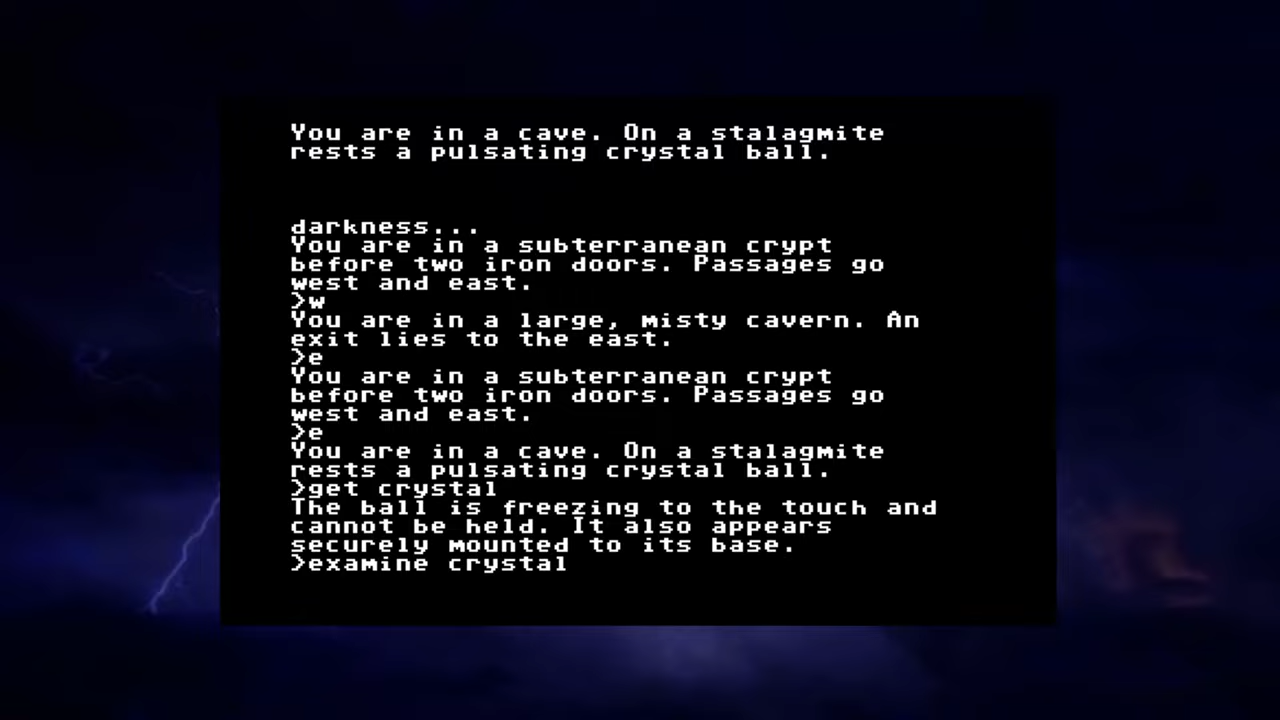 You are in a cave. On a stalagmite
rests a pulsating crystal ball.
darkness...
You are in a subterranean crypt
before two iron doors. Passages go
west and east.
>w
You are in a large, misty cavern. An
exit lies to the east.
>e
You are in a subterranean crypt
before two iron doors. Passages go
west and east.
>e
You are in a cave. On a stalagmite
rests a pulsating crystal ball.
>get crystal
The ball is freezing to the touch and
cannot be held. It also appears
securely mounted to its base.
>examine crystal